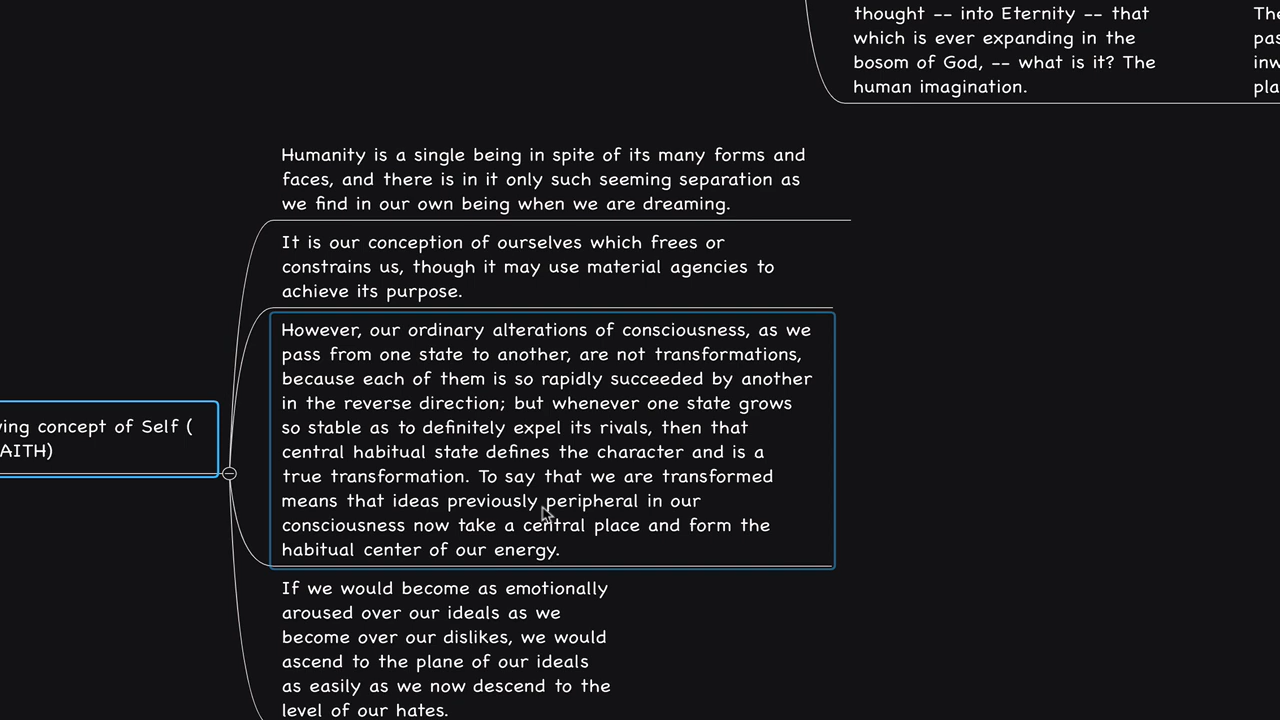 thought -- into Eternity -- that
which is ever expanding in the
bosom of God, -- what is it? The
human imagination.
The
Humanity is a single being in spite of its many forms and
faces, and there is in it only such seeming separation as
we find in our own being when we are dreaming.
It is our conception of ourselves which frees or
constrains us, though it may use material agencies to
achieve its purpose.
However, our ordinary alterations of consciousness, as we
pass from one state to another, are not transformations,
because each of them is so rapidly succeeded by another
in the reverse direction; but whenever one state grows
so stable as to definitely expel its rivals, then that
central habitual state defines the character and is a
true transformation. To say that we are transformed
means that ideas previously peripheral in our
consciousness now take a central place and form the
habitual center of our energy.
concept of Self (
If we would become as emotionally
aroused over our ideals as we
become over our dislikes, we would
ascend to the plane of our ideals
as easily as we now descend to the
level of our hates.